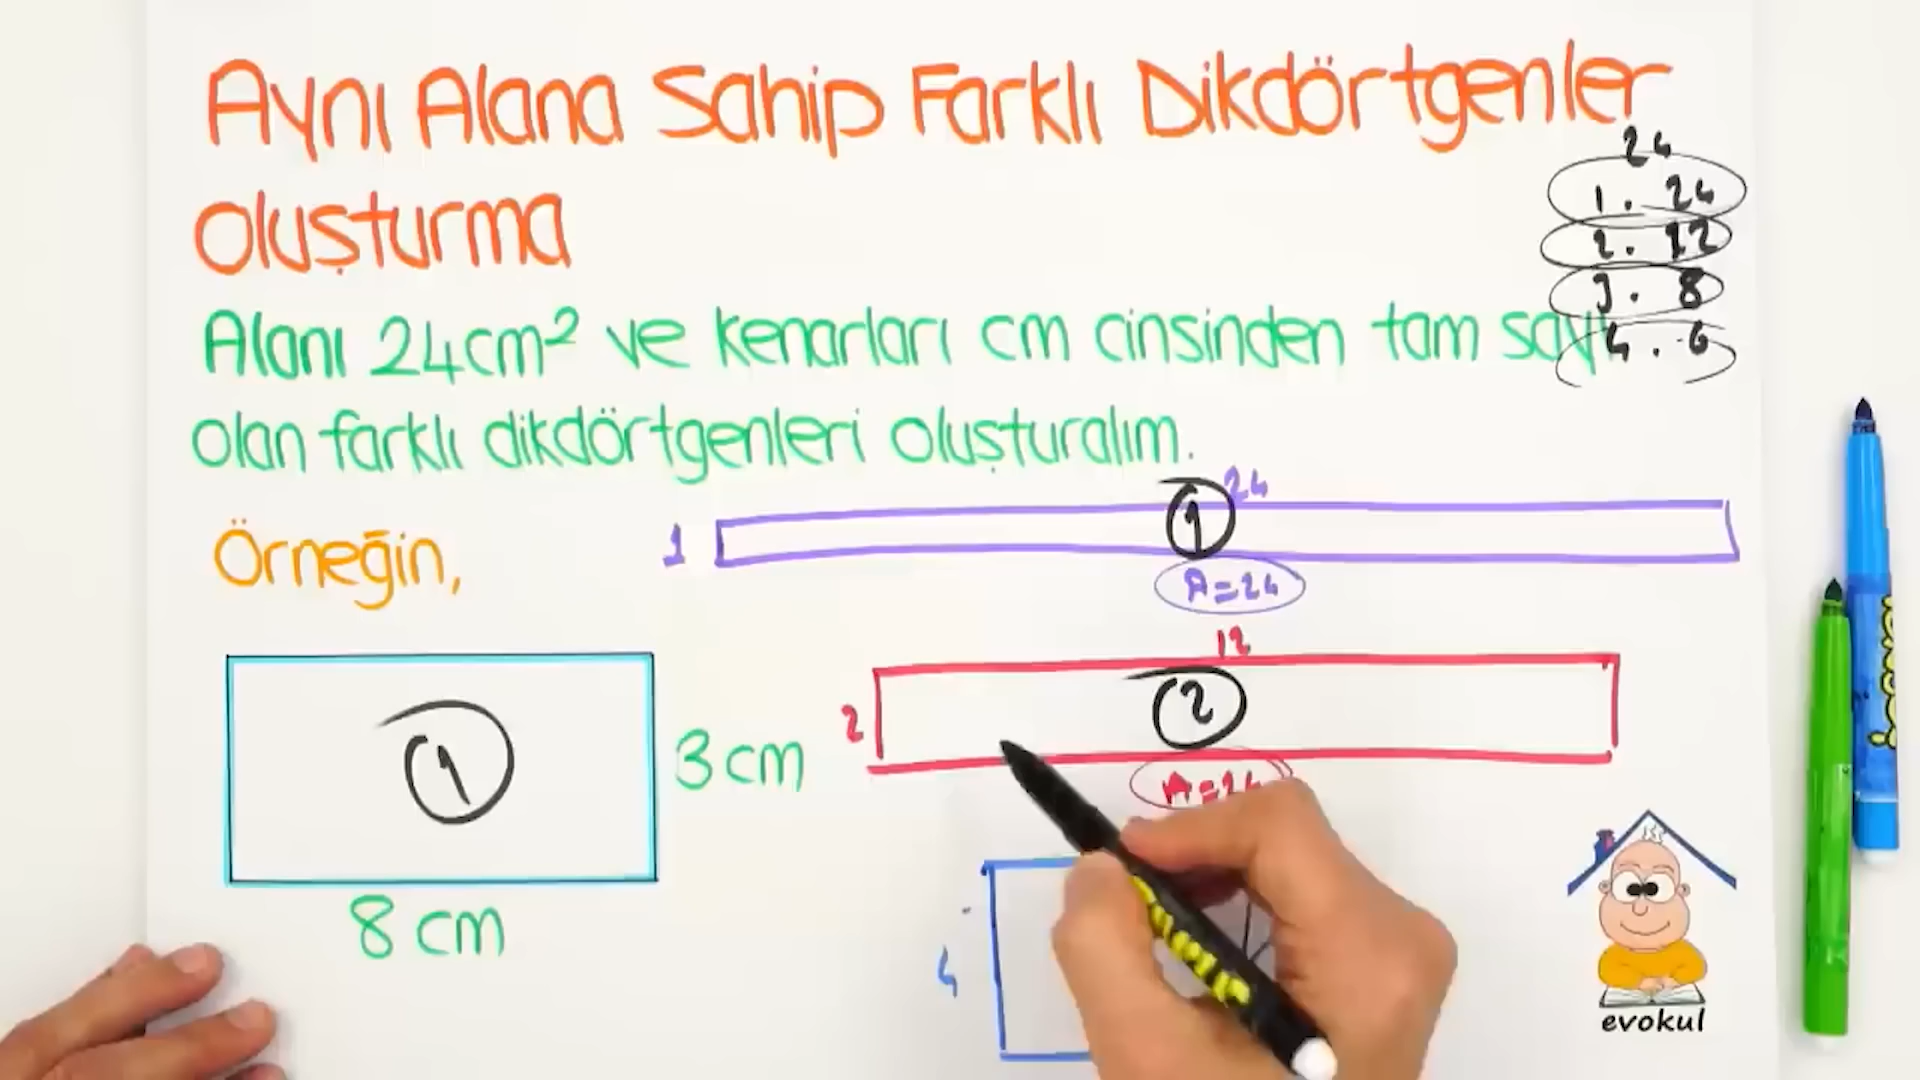 Aynı Alana Sahip Farklı Dikdörtgenler
Oluşturma
24
1 . 24
2 . 12
3 . 8
4 . 6
Alanı 24cm² ve kenarları cm cinsinden tam sayı
olan farklı dikdörtgenleri oluşturalım.
Örneğin,
24
1
1
A=24
12
2
2
A=24
1
3 cm
8 cm
4
evokul